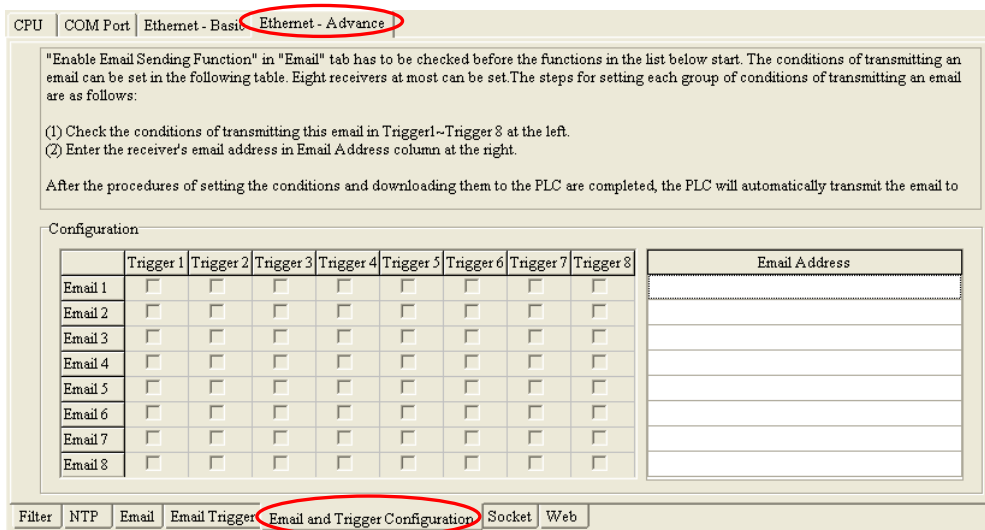 CPU COM Port Ethernet - Basic Ethernet - Advance
"Enable Email Sending Function" in "Email" tab has to be checked before the functions in the list below start. The conditions of transmitting an
email can be set in the following table. Eight receivers at most can be set.The steps for setting each group of conditions of transmitting an email
are as follows:
(1) Check the conditions of transmitting this email in Trigger1~Trigger 8 at the left.
(2) Enter the receiver's email address in Email Address column at the right.
After the procedures of setting the conditions and downloading them to the PLC are completed, the PLC will automatically transmit the email to
Configuration
Trigger 1 Trigger 2 Trigger 3 Trigger 4 Trigger 5 Trigger 6 Trigger 7 Trigger 8 Email Address
Email 1
Email 2
Email 3
Email 4
Email 5
Email 6
Email 7
Email 8
Filter NTP Email Email Trigger Email and Trigger Configuration Socket Web